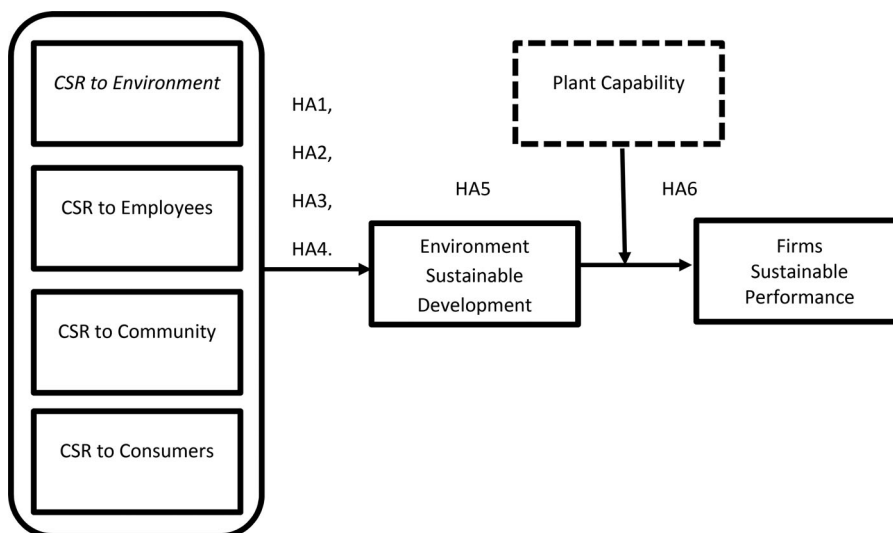 CSR to Environment
CSR to Employees
CSR to Community
CSR to Consumers
HA1,
HA2,
HA3,
HA4.
HA5
Environment
Sustainable
Development
Plant Capability
HA6
Firms
Sustainable
Performance